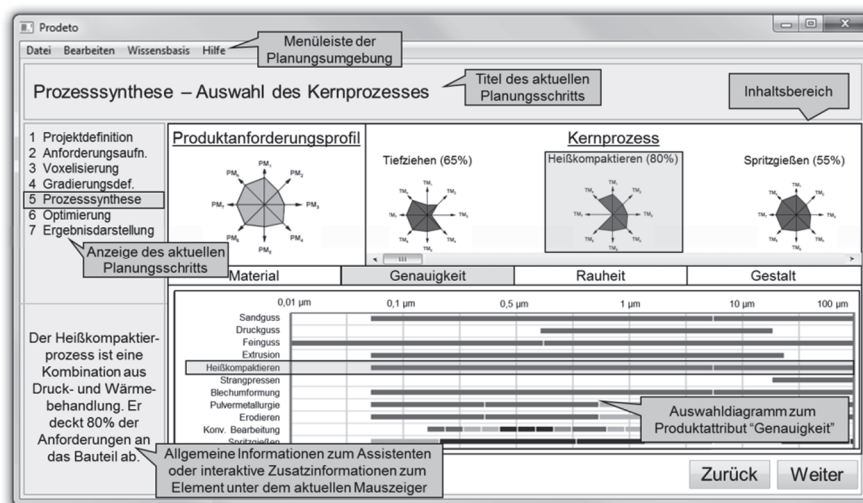 Prodeto
Datei Bearbeiten Wissensbasis Hilfe
Menüleiste der
Planungsumgebung
Prozesssynthese – Auswahl des Kernprozesses
Titel des aktuellen
Planungsschritts
Inhaltsbereich
1 Projektdefinition
2 Anforderungsaufn.
3 Voxelisierung
4 Gradierungsdef.
5 Prozesssynthese
6 Optimierung
7 Ergebnisdarstellung
Anzeige des aktuellen
Planungsschritts
Produktanforderungsprofil
Kernprozess
Tiefziehen (65%)
Heißkompaktieren (80%)
Spritzgießen (55%)
Material
Genauigkeit
Rauheit
Gestalt
0,01 µm 0,1 µm 0,5 µm 1 µm 10 µm 100 µm
Sandguss
Druckguss
Feinguss
Extrusion
Heißkompaktieren
Strangpressen
Blechumformung
Pulvermetallurgie
Erodieren
Konv. Bearbeitung
Spritzgießen
Auswahldiagramm zum
Produktattribut “Genauigkeit”
Der Heißkompaktier-
prozess ist eine
Kombination aus
Druck- und Wärme-
behandlung. Er
deckt 80% der
Anforderungen an
das Bauteil ab.
Allgemeine Informationen zum Assistenten
oder interaktive Zusatzinformationen zum
Element unter dem aktuellen Mauszeiger
Zurück
Weiter